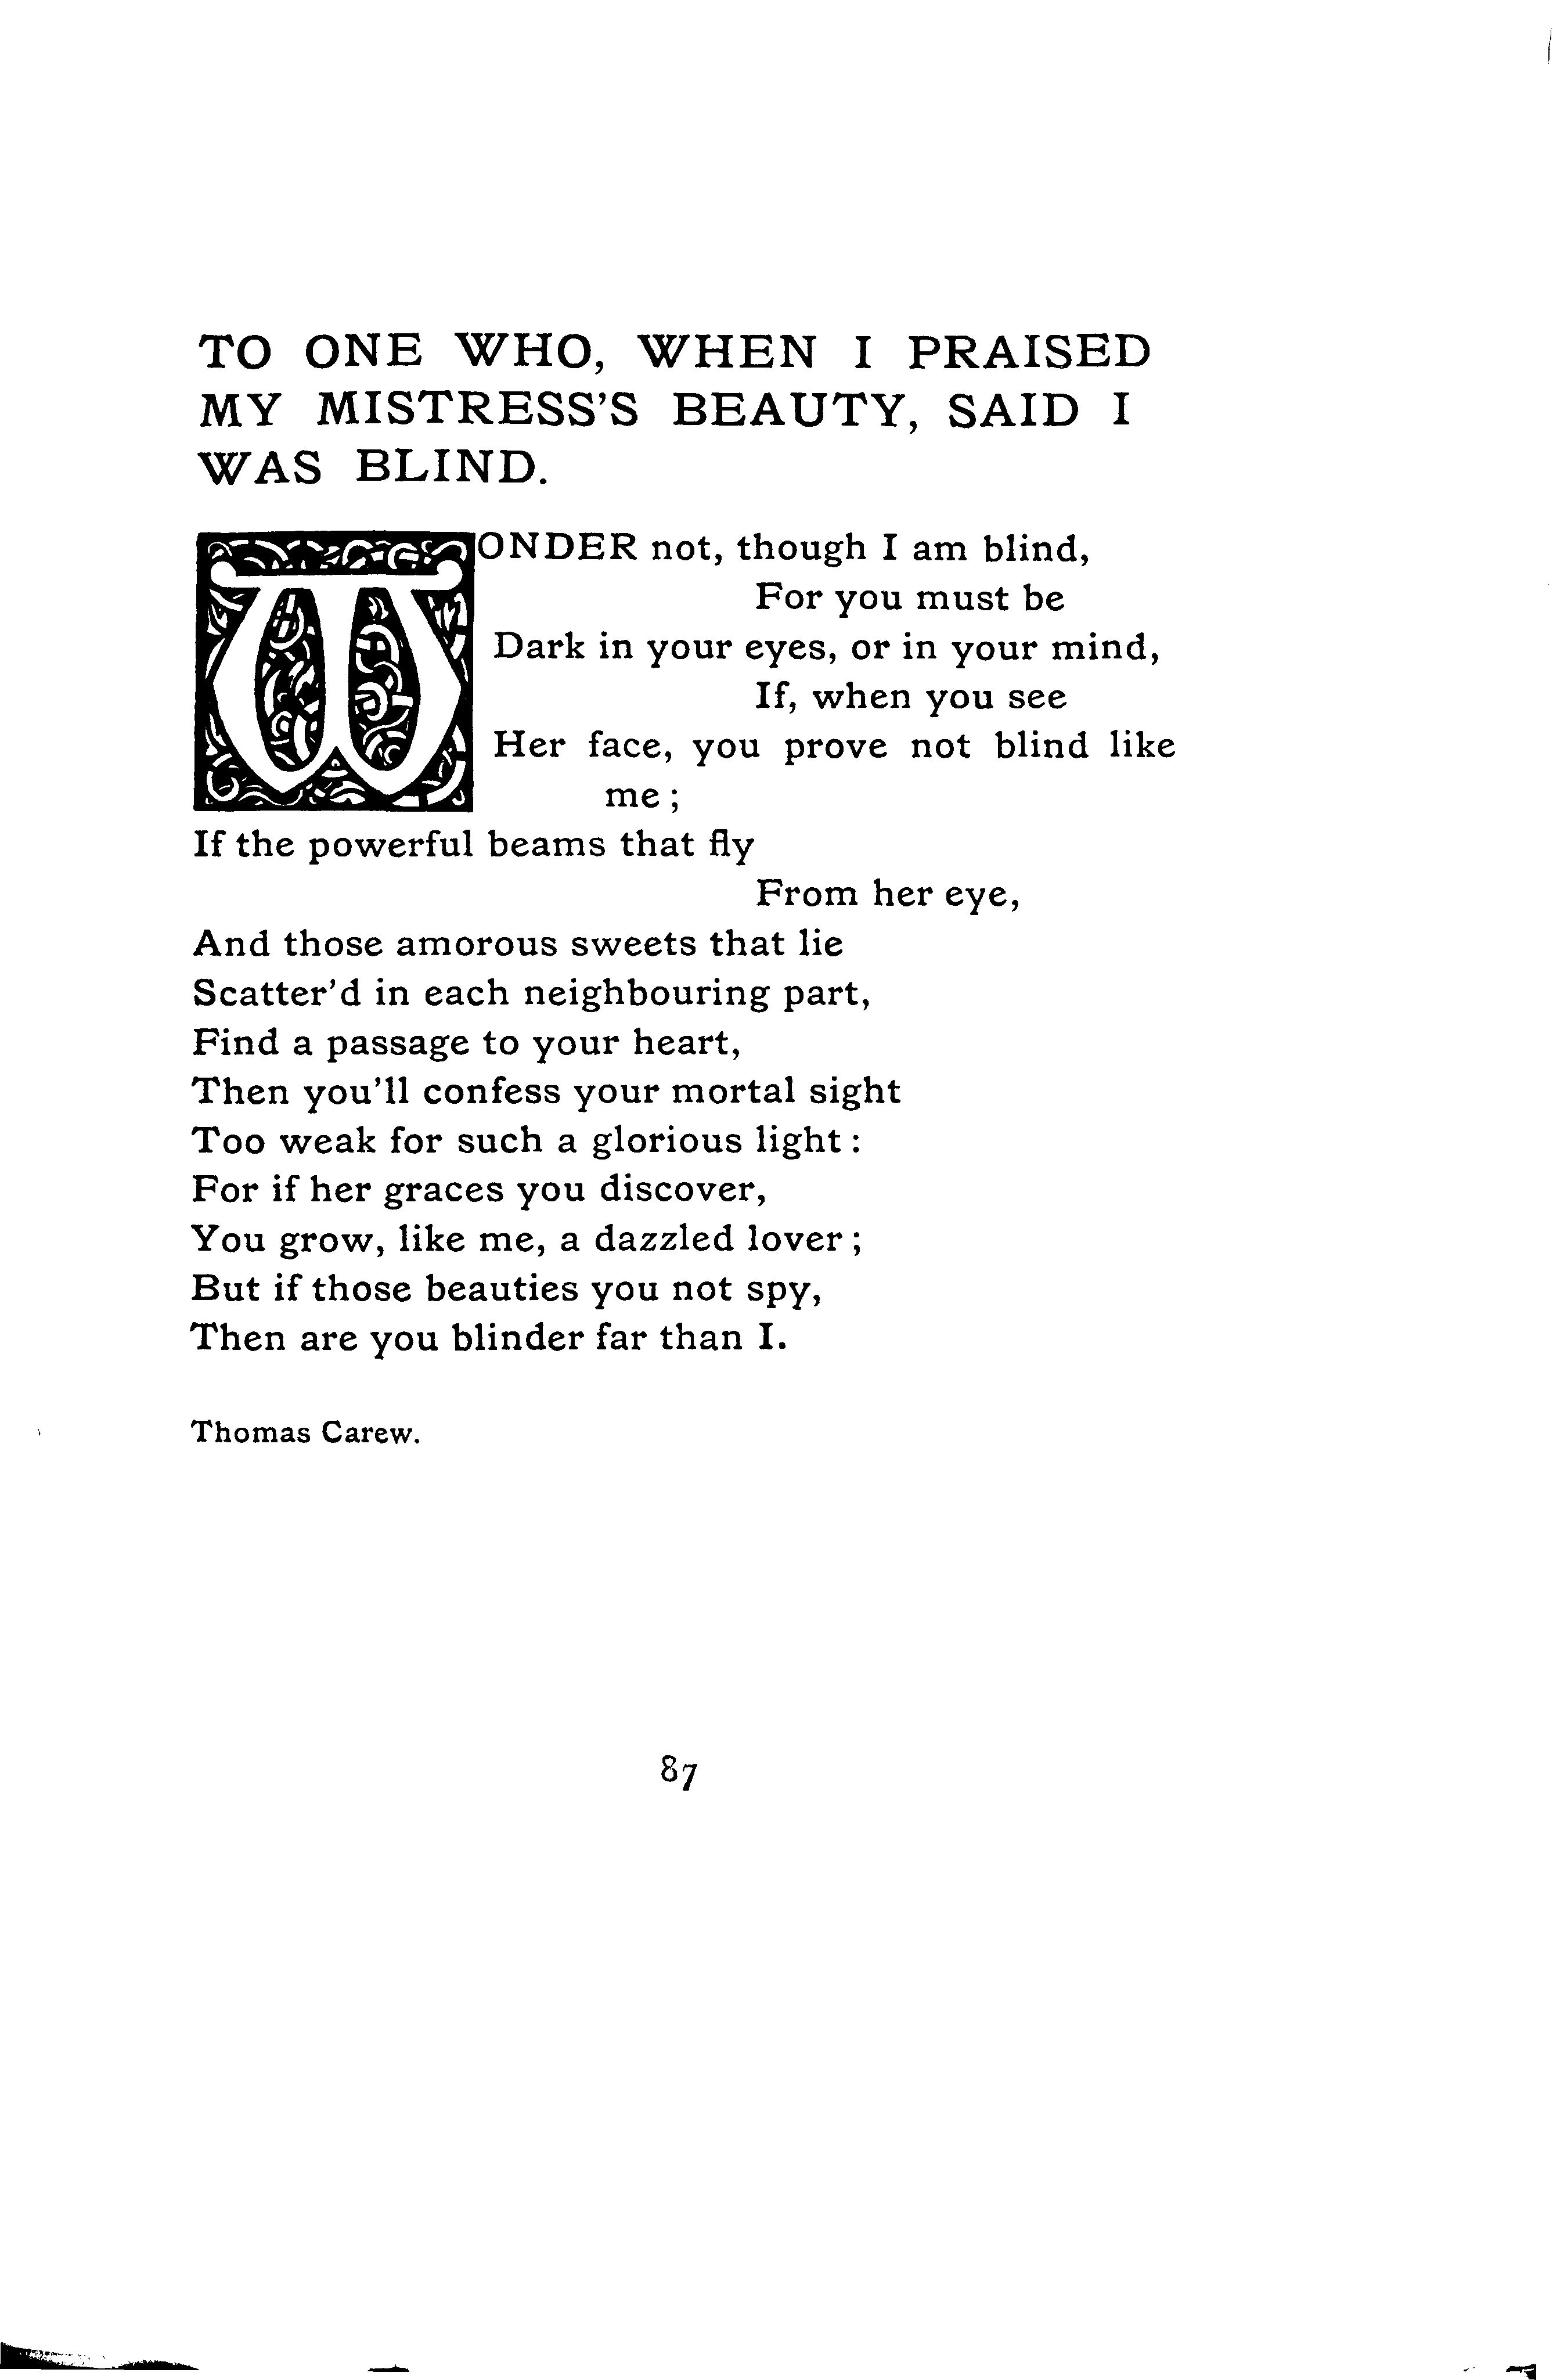 TO ONE WHO, WHEN I PRAISED
MY MISTRESS'S BEAUTY, SAID I
WAS BLIND.
WONDER not, though I am blind,
For you must be
Dark in your eyes, or in your mind,
If, when you see
Her face, you prove not blind like
me ;
If the powerful beams that fly
From her eye,
And those amorous sweets that lie
Scatter'd in each neighbouring part,
Find a passage to your heart,
Then you'll confess your mortal sight
Too weak for such a glorious light :
For if her graces you discover,
You grow, like me, a dazzled lover ;
But if those beauties you not spy,
Then are you blinder far than I.
Thomas Carew.
87